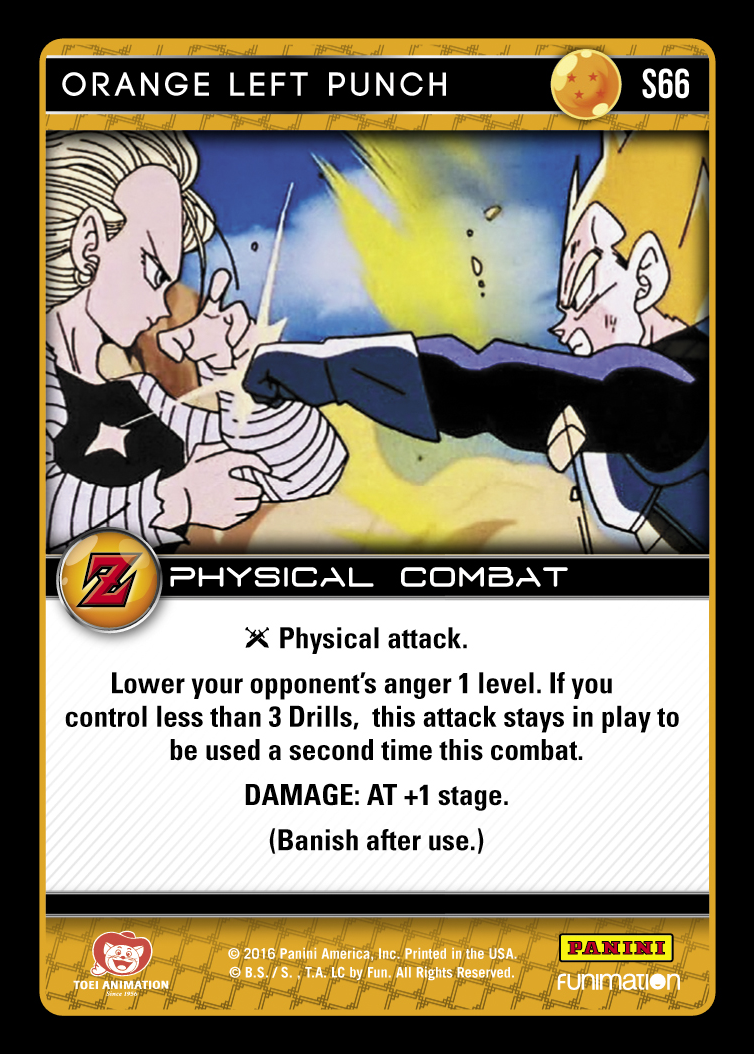 ORANGE LEFT PUNCH
S66
Z
PHYSICAL COMBAT
Physical attack.
Lower your opponent's anger 1 level. If you
control less than 3 Drills, this attack stays in play to
be used a second time this combat.
DAMAGE: AT +1 stage.
(Banish after use.)
TOEI ANIMATION
Since 1956
© 2016 Panini America, Inc. Printed in the USA.
© B.S. / S. , T.A. LC by Fun. All Rights Reserved.
PANINI
FUNIMATION